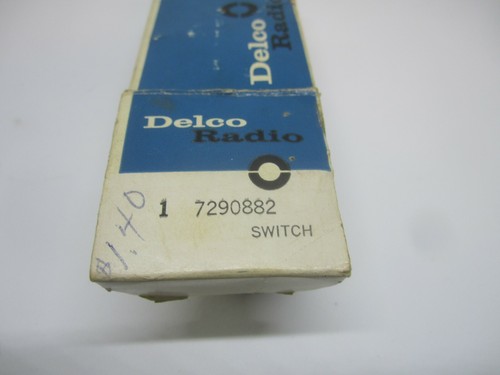 Delco
Radio
Delco
Radio
1 7290882
SWITCH
$1.40